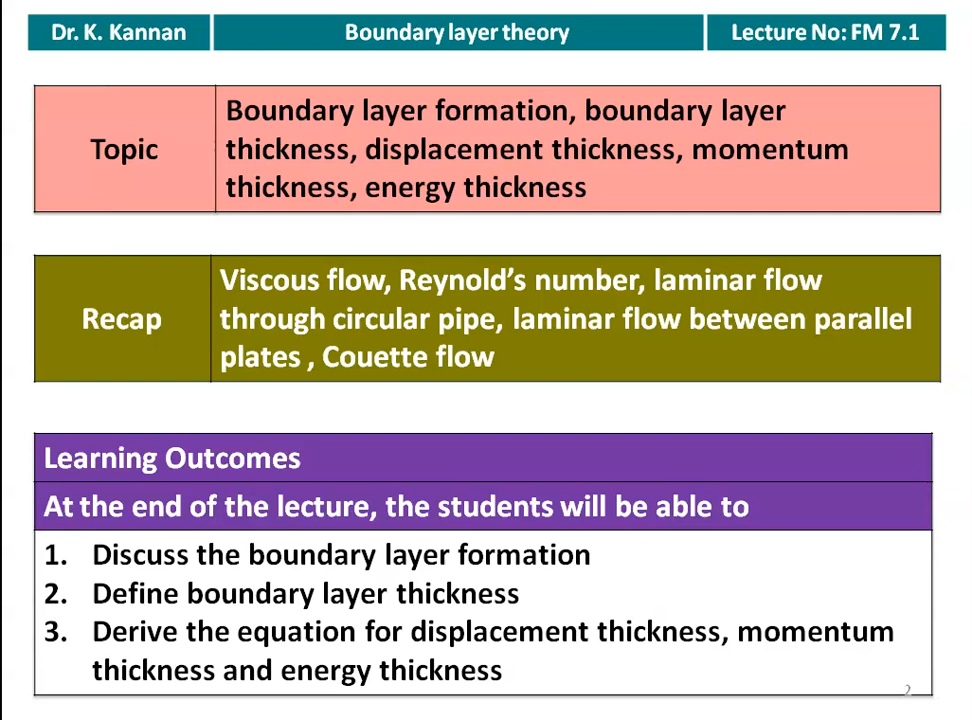 Dr. K. Kannan
Boundary layer theory
Lecture No: FM 7.1
Topic
Boundary layer formation, boundary layer
thickness, displacement thickness, momentum
thickness, energy thickness
Recap
Viscous flow, Reynold’s number, laminar flow
through circular pipe, laminar flow between parallel
plates , Couette flow
Learning Outcomes
At the end of the lecture, the students will be able to
1. Discuss the boundary layer formation
2. Define boundary layer thickness
3. Derive the equation for displacement thickness, momentum
thickness and energy thickness
2